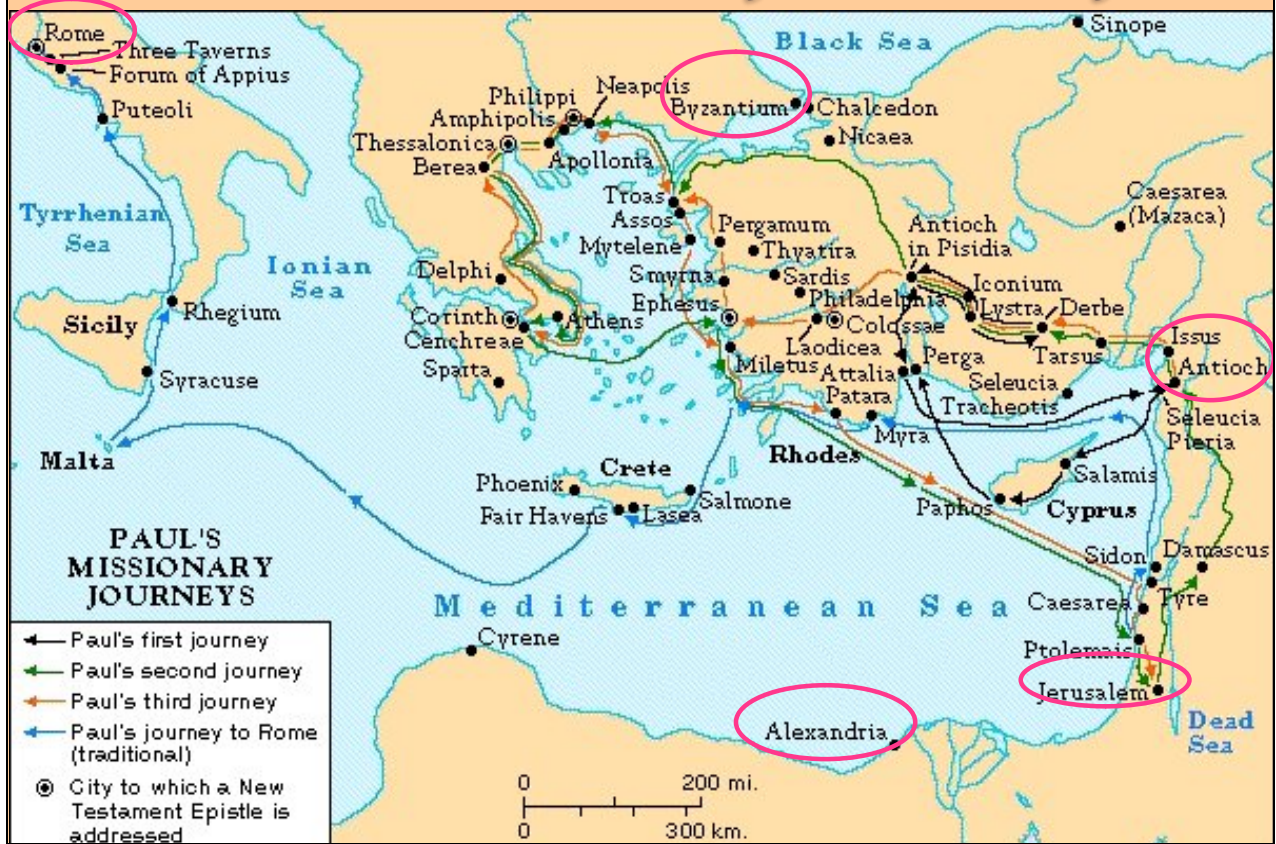 Rome
Three Taverns
Forum of Appius
Puteoli
Tyrrhenian
Sea
Ionian
Sea
Sicily
Rhegium
Syracuse
Malta
Black Sea
Sinope
Byzantium
Chalcedon
Nicaea
Neapolis
Philippi
Amphipolis
Thessalonica
Apollonia
Berea
Troas
Assos
Mytelene
Pergamum
Thyatira
Smyrna
Sardis
Ephesus
Philadelphia
Colossae
Laodicea
Miletus
Delphi
Corinth
Athens
Cenchreae
Sparta
Caesarea
(Mazaca)
Antioch
in Pisidia
Iconium
Lystra
Derbe
Tarsus
Issus
Antioch
Seleucia
Pieria
Perga
Attalia
Seleucia
Tracheotis
Patara
Myra
Rhodes
Salamis
Paphos
Cyprus
Crete
Phoenix
Salmone
Fair Havens
Lasea
Sidon
Damascus
Tyre
Caesarea
Ptolemais
Jerusalem
Dead
Sea
Mediterranean Sea
Cyrene
Alexandria
PAUL'S
MISSIONARY
JOURNEYS
Paul's first journey
Paul's second journey
Paul's third journey
Paul's journey to Rome
(traditional)
City to which a New
Testament Epistle is
addressed
0 200 mi.
0 300 km.